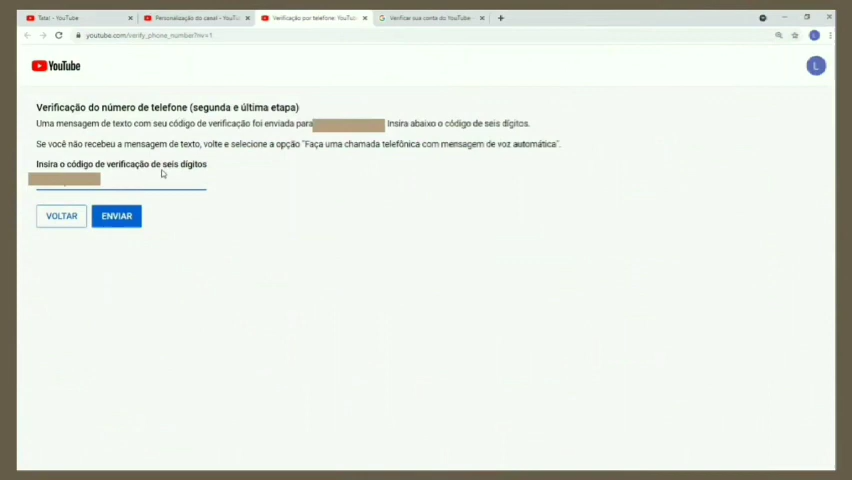 Tatal - YouTube
Personalização do canal - YouTu
Verificação por telefone: YouTub
Verificar sua conta do YouTube -
youtube.com/verify_phone_number?nv=1
L
YouTube
L
Verificação do número de telefone (segunda e última etapa)
Uma mensagem de texto com seu código de verificação foi enviada para Insira abaixo o código de seis dígitos.
Se você não recebeu a mensagem de texto, volte e selecione a opção "Faça uma chamada telefônica com mensagem de voz automática".
Insira o código de verificação de seis dígitos
VOLTAR
ENVIAR